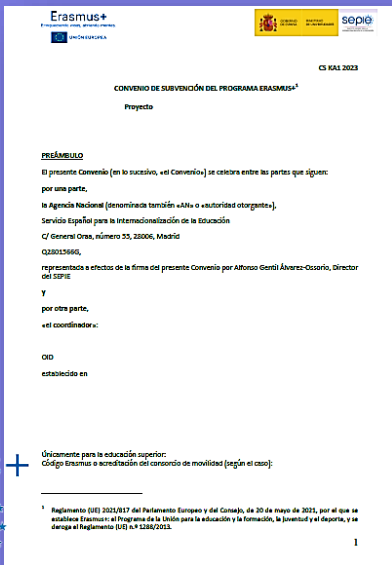 Erasmus+
UNIÓN EUROPEA
sepie
CS KA1 2023
CONVENIO DE SUBVENCIÓN DEL PROGRAMA ERASMUS+¹
Proyecto
PREÁMBULO
El presente Convenio (en lo sucesivo, «el Convenio») se celebra entre las partes que siguen:
por una parte,
la Agencia Nacional (denominada también «AN» o «autoridad otorgante»),
Servicio Español para la Internacionalización de la Educación
C/ General Oraa, número 55, 28006, Madrid
Q2801566G,
representada a efectos de la firma del presente Convenio por Alfonso Gentil Álvarez-Ossorio, Director
del SEPIE
y
por otra parte,
«el coordinador»:
OID
establecido en
Únicamente para la educación superior:
Código Erasmus o acreditación del consorcio de movilidad (según el caso):
¹ Reglamento (UE) 2021/817 del Parlamento Europeo y del Consejo, de 20 de mayo de 2021, por el que se
establece Erasmus+: el Programa de la Unión para la educación y la formación, la juventud y el deporte, y se
deroga el Reglamento (UE) n.º 1288/2013.
1